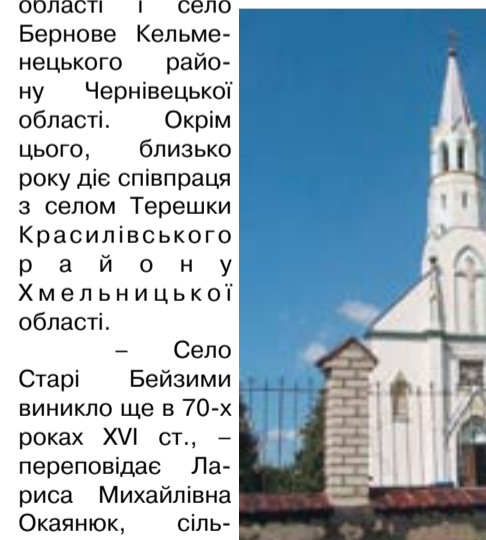 області і село
Бернове Кельме-
нецького райо-
ну Чернівецької
області. Окрім
цього, близько
року діє співпраця
з селом Терешки
Красилівського
району
Хмельницької
області.
– Село
Старі Бейзими
виникло ще в 70-х
роках XVI ст., –
переповідає Ла-
риса Михайлівна
Окаянюк, сіль-